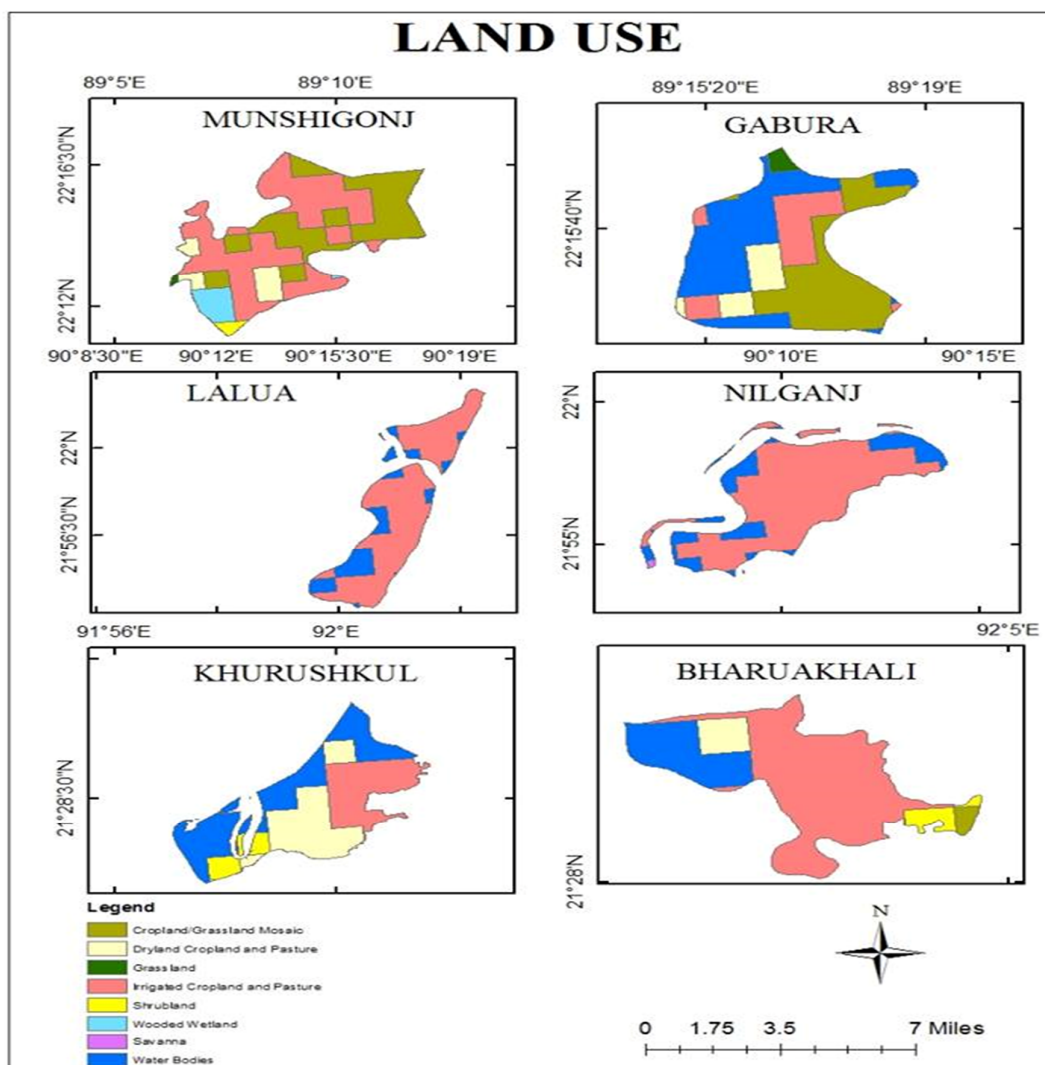 LAND USE
89°5'E 89°10'E
MUNSHIGONJ
22°16'30"N
22°12'N
89°15'20"E 89°19'E
GABURA
22°15'40"N
90°8'30"E 90°12'E 90°15'30"E 90°19'E
LALUA
22°N
21°56'30"N
90°10'E 90°15'E
NILGANJ
22°N
21°55'N
91°56'E 92°E
KHURUSHKUL
21°28'30"N
92°5'E
BHARUAKHALI
21°28'N
Legend
Cropland/Grassland Mosaic
Dryland Cropland and Pasture
Grassland
Irrigated Cropland and Pasture
Shrubland
Wooded Wetland
Savanna
Water Bodies
N
0 1.75 3.5 7 Miles